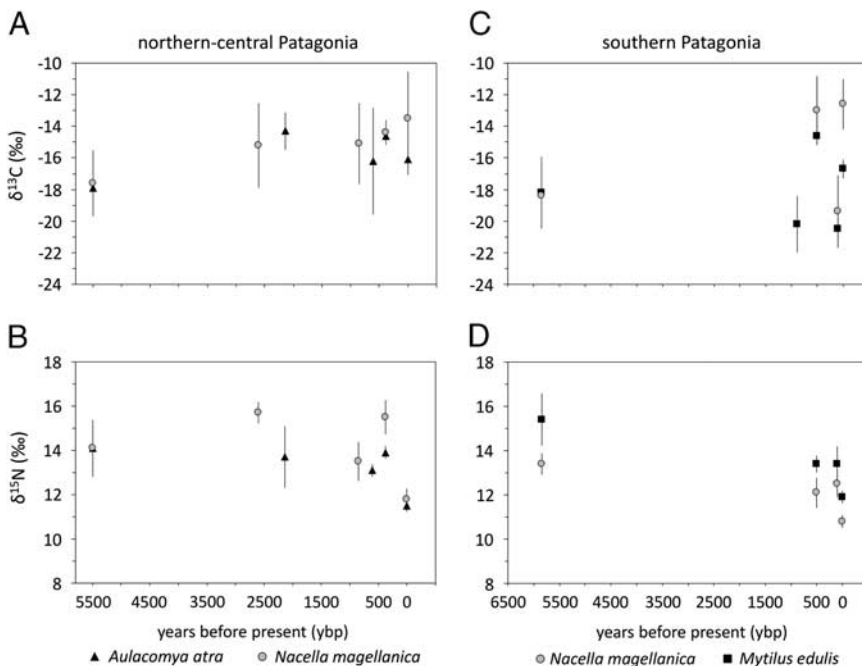 A
northern-central Patagonia
-10
-12
-14
-16
-18
-20
-22
-24
δ13C (‰)
B
18
16
14
12
10
8
δ15N (‰)
5500 4500 3500 2500 1500 500 0
years before present (ybp)
▲ Aulacomya atra ● Nacella magellanica
C
southern Patagonia
-10
-12
-14
-16
-18
-20
-22
-24
D
18
16
14
12
10
8
6500 5500 4500 3500 2500 1500 500 0
years before present (ybp)
● Nacella magellanica ■ Mytilus edulis